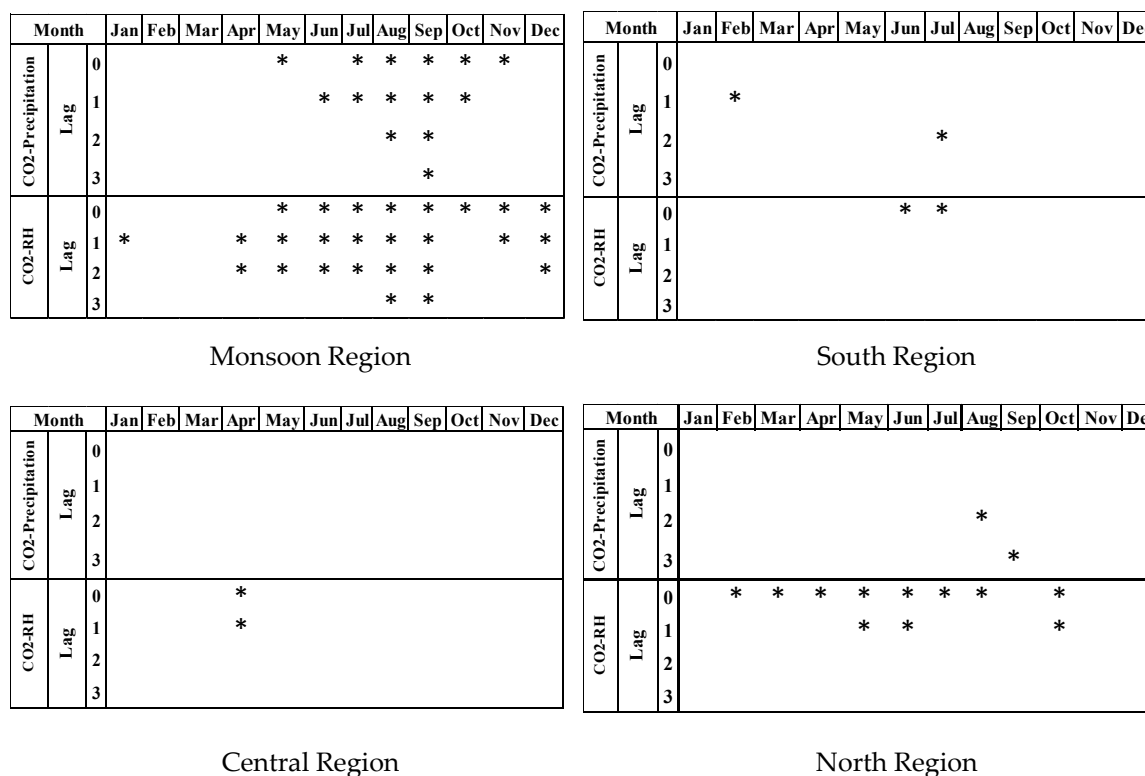 Month Jan Feb Mar Apr May Jun Jul Aug Sep Oct Nov Dec
CO2-Precipitation Lag
0 * * * * * *
1 * * * * *
2 * *
3 *
CO2-RH Lag
0 * * * * * * * *
1 * * * * * * * * *
2 * * * * * * *
3 * *
Monsoon Region
Month Jan Feb Mar Apr May Jun Jul Aug Sep Oct Nov De
CO2-Precipitation Lag
0
1 *
2 *
3
CO2-RH Lag
0 * *
1
2
3
South Region
Month Jan Feb Mar Apr May Jun Jul Aug Sep Oct Nov Dec
CO2-Precipitation Lag
0
1
2
3
CO2-RH Lag
0 *
1 *
2
3
Central Region
Month Jan Feb Mar Apr May Jun Jul Aug Sep Oct Nov De
CO2-Precipitation Lag
0
1
2 *
3 *
CO2-RH Lag
0 * * * * * * * *
1 * * *
2
3
North Region